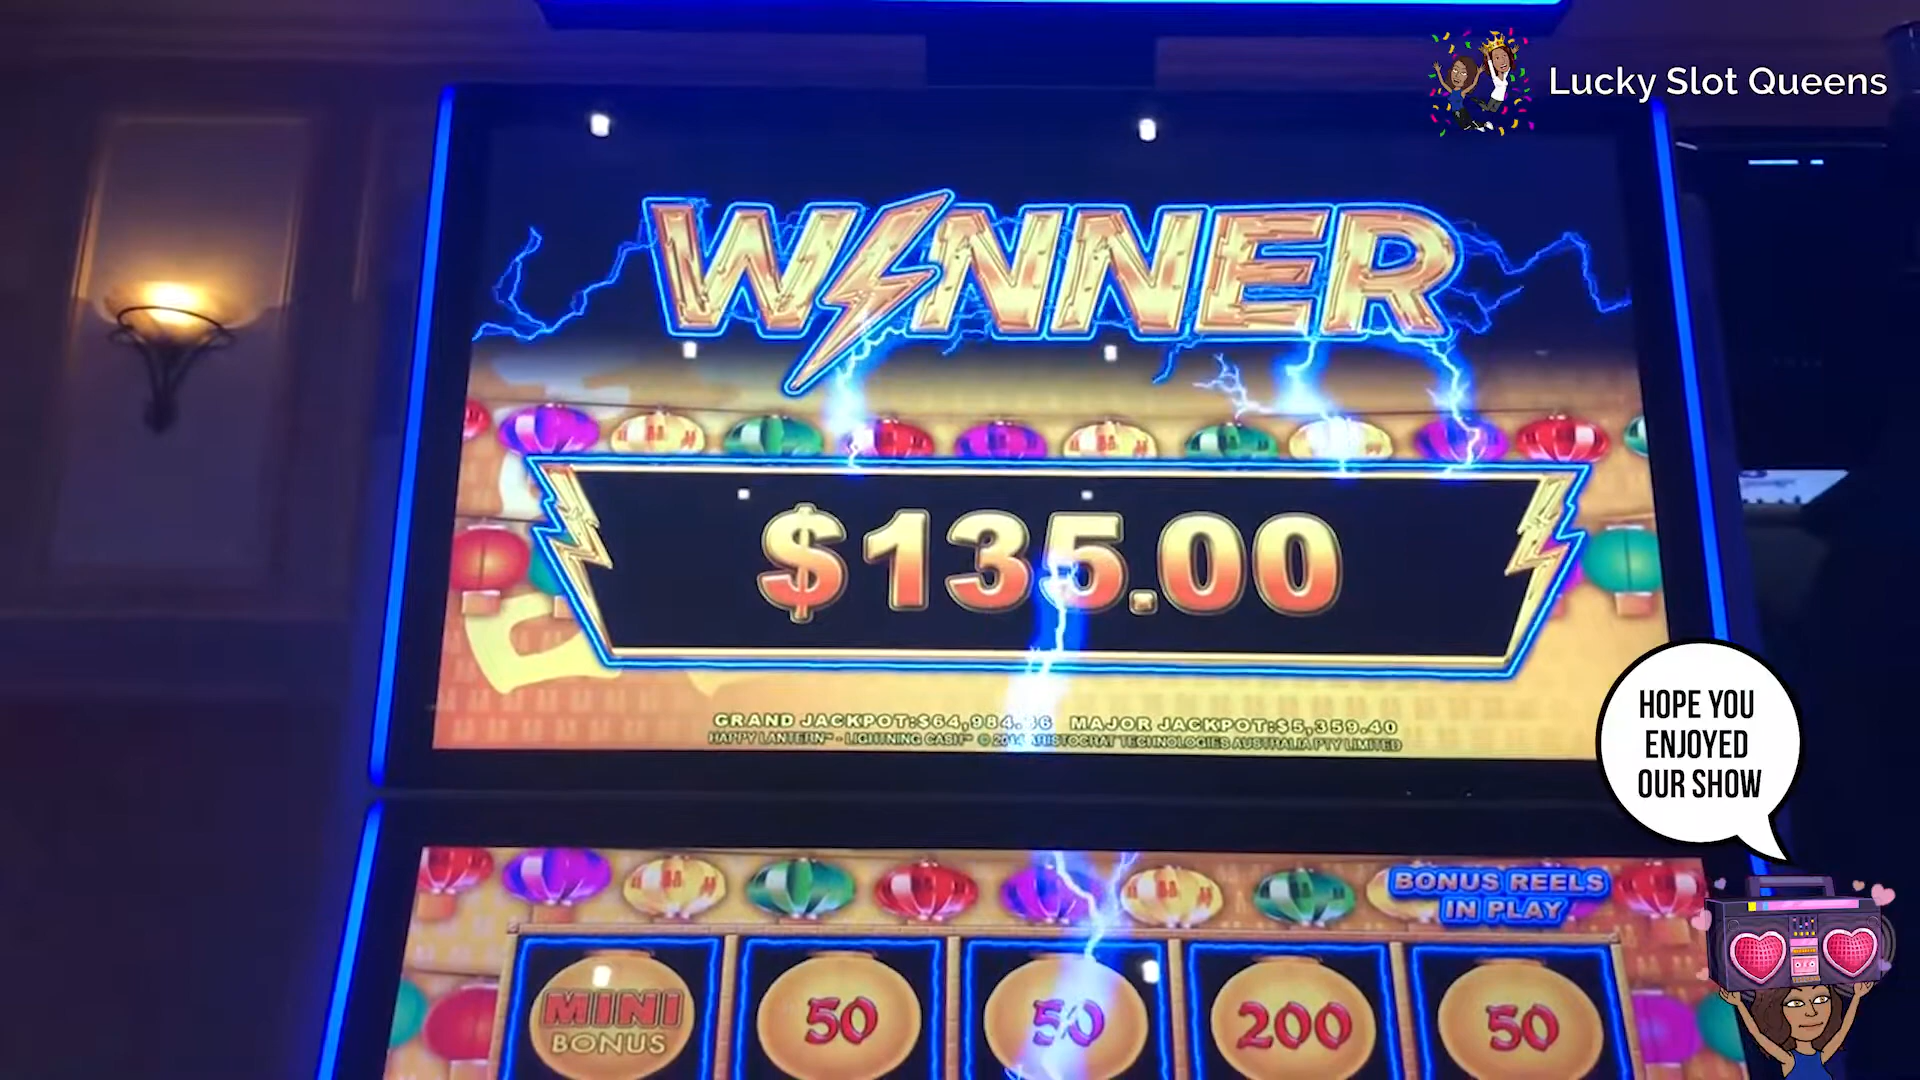 Lucky Slot Queens
WINNER
$135.00
GRAND JACKPOT:$64,984.36 MAJOR JACKPOT:$5,359.40
HAPPY LANTERN™ - LIGHTNING CASH™ © 2014 ARISTOCRAT TECHNOLOGIES AUSTRALIA PTY LIMITED
HOPE YOU
ENJOYED
OUR SHOW
BONUS REELS
IN PLAY
MINI
BONUS
50
50
200
50